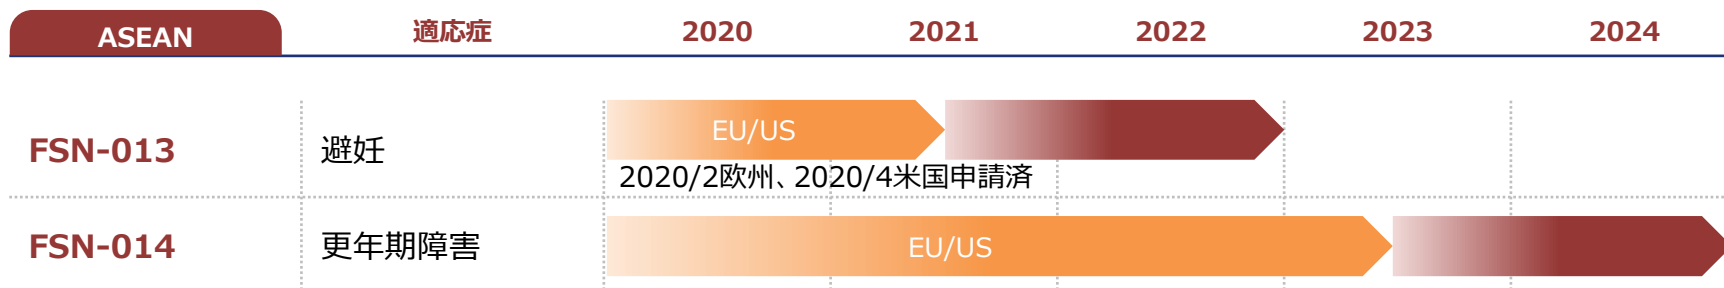 ASEAN 適応症 2020 2021 2022 2023 2024
FSN-013 避妊 EU/US
2020/2欧州、2020/4米国申請済
FSN-014 更年期障害 EU/US